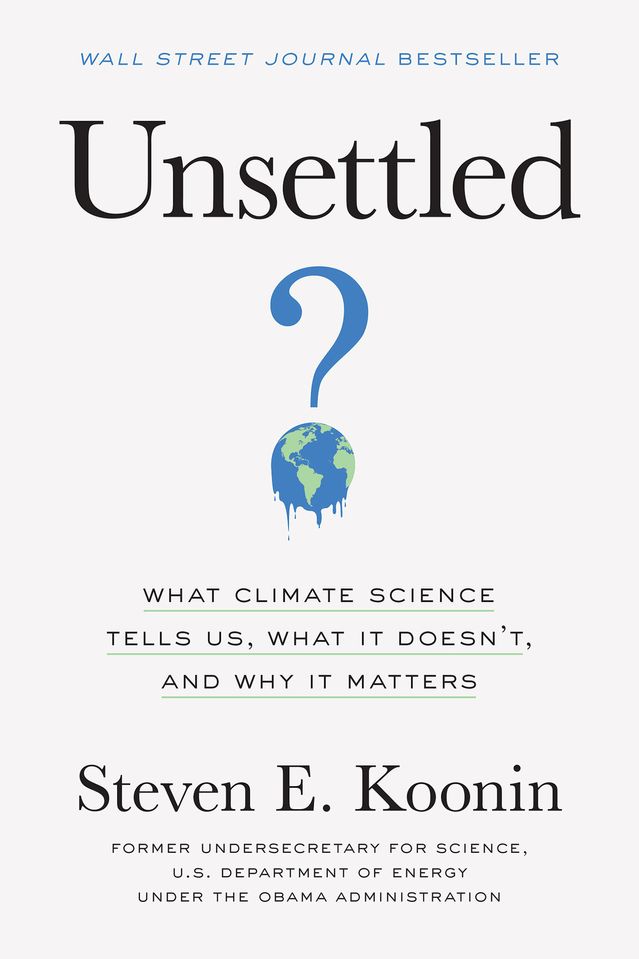 WALL STREET JOURNAL BESTSELLER
Unsettled
?
WHAT CLIMATE SCIENCE
TELLS US, WHAT IT DOESN'T,
AND WHY IT MATTERS
Steven E. Koonin
FORMER UNDERSECRETARY FOR SCIENCE,
U.S. DEPARTMENT OF ENERGY
UNDER THE OBAMA ADMINISTRATION